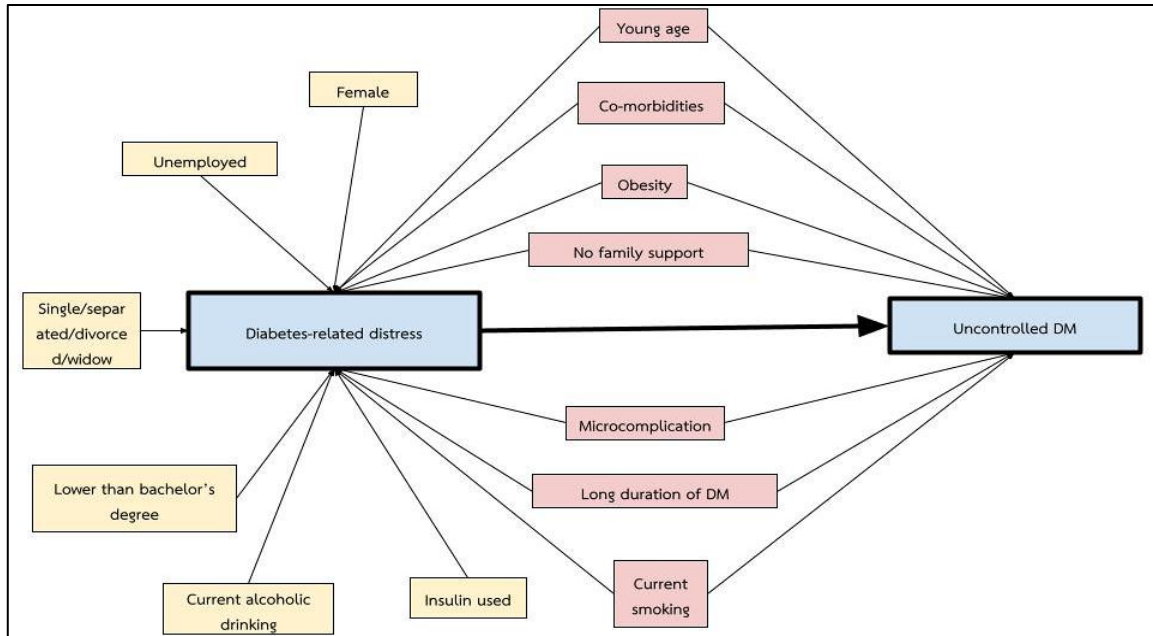 Young age
Female
Co-morbidities
Unemployed
Obesity
No family support
Single/separ
ated/divorce
d/widow
Diabetes-related distress
Uncontrolled DM
Microcomplication
Lower than bachelor's
degree
Long duration of DM
Current alcoholic
drinking
Insulin used
Current
smoking